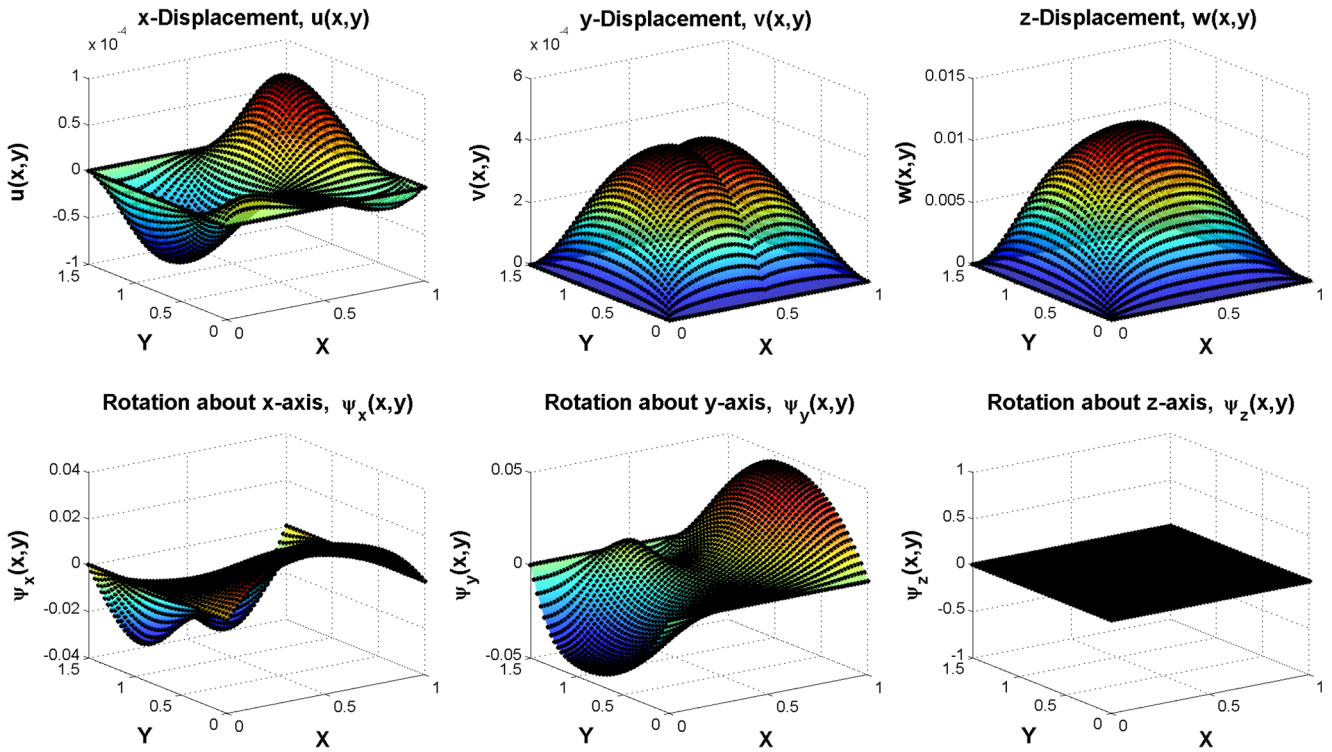 x-Displacement, u(x,y)
x 10^-4
1
0.5
0
-0.5
-1
u(x,y)
1.5
1
0.5
0
Y
0
0.5
1
X
y-Displacement, v(x,y)
x 10^-4
6
4
2
0
v(x,y)
1.5
1
0.5
0
Y
0
0.5
1
X
z-Displacement, w(x,y)
0.015
0.01
0.005
0
w(x,y)
1.5
1
0.5
0
Y
0
0.5
1
X
Rotation about x-axis, ψ_x(x,y)
0.04
0.02
0
-0.02
-0.04
ψ_x(x,y)
1.5
1
0.5
0
Y
0
0.5
1
X
Rotation about y-axis, ψ_y(x,y)
0.05
0
-0.05
ψ_y(x,y)
1.5
1
0.5
0
Y
0
0.5
1
X
Rotation about z-axis, ψ_z(x,y)
1
0.5
0
-0.5
-1
ψ_z(x,y)
1.5
1
0.5
0
Y
0
0.5
1
X